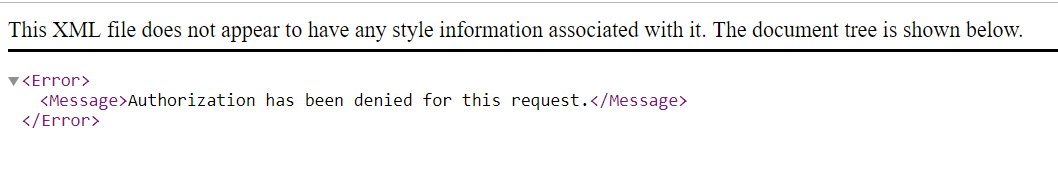 This XML file does not appear to have any style information associated with it. The document tree is shown below.
▼<Error>
<Message>Authorization has been denied for this request.</Message>
</Error>